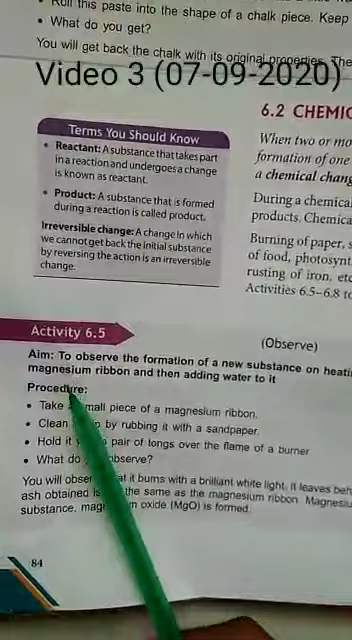 Roll this paste into the shape of a chalk piece. Keep
• What do you get?
You will get back the chalk with its original properties. The
Video 3 (07-09-2020)
6.2 CHEMIC
Terms You Should Know
• Reactant: A substance that takes part
in a reaction and undergoes a change
is known as reactant.
• Product: A substance that is formed
during a reaction is called product.
Irreversible change: A change in which
we cannot get back the initial substance
by reversing the action is an irreversible
change.
When two or mo
formation of one
a chemical chang
During a chemica
products. Chemica
Burning of paper, s
of food, photosynt
rusting of iron, etc
Activities 6.5–6.8 to
Activity 6.5
(Observe)
Aim: To observe the formation of a new substance on heati
magnesium ribbon and then adding water to it
Procedure:
• Take small piece of a magnesium ribbon.
• Clean by rubbing it with a sandpaper.
• Hold it pair of tongs over the flame of a burner
• What do observe?
You will obser at it burns with a brilliant white light. It leaves beh
ash obtained the same as the magnesium ribbon. Magnesiu
substance, mag m oxide (MgO) is formed.
84